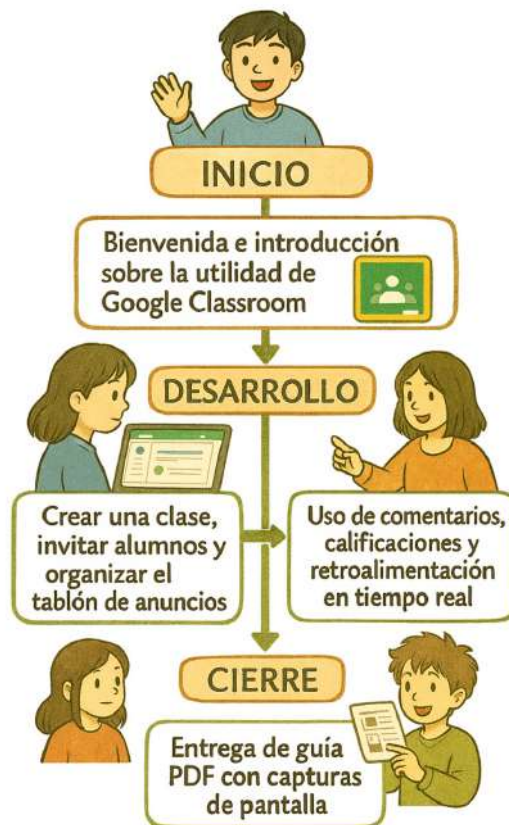 INICIO
Bienvenida e introducción
sobre la utilidad de
Google Classroom
DESARROLLO
Crear una clase,
invitar alumnos y
organizar el
tablón de anuncios
Uso de comentarios,
calificaciones y
retroalimentación
en tiempo real
CIERRE
Entrega de guía
PDF con capturas
de pantalla